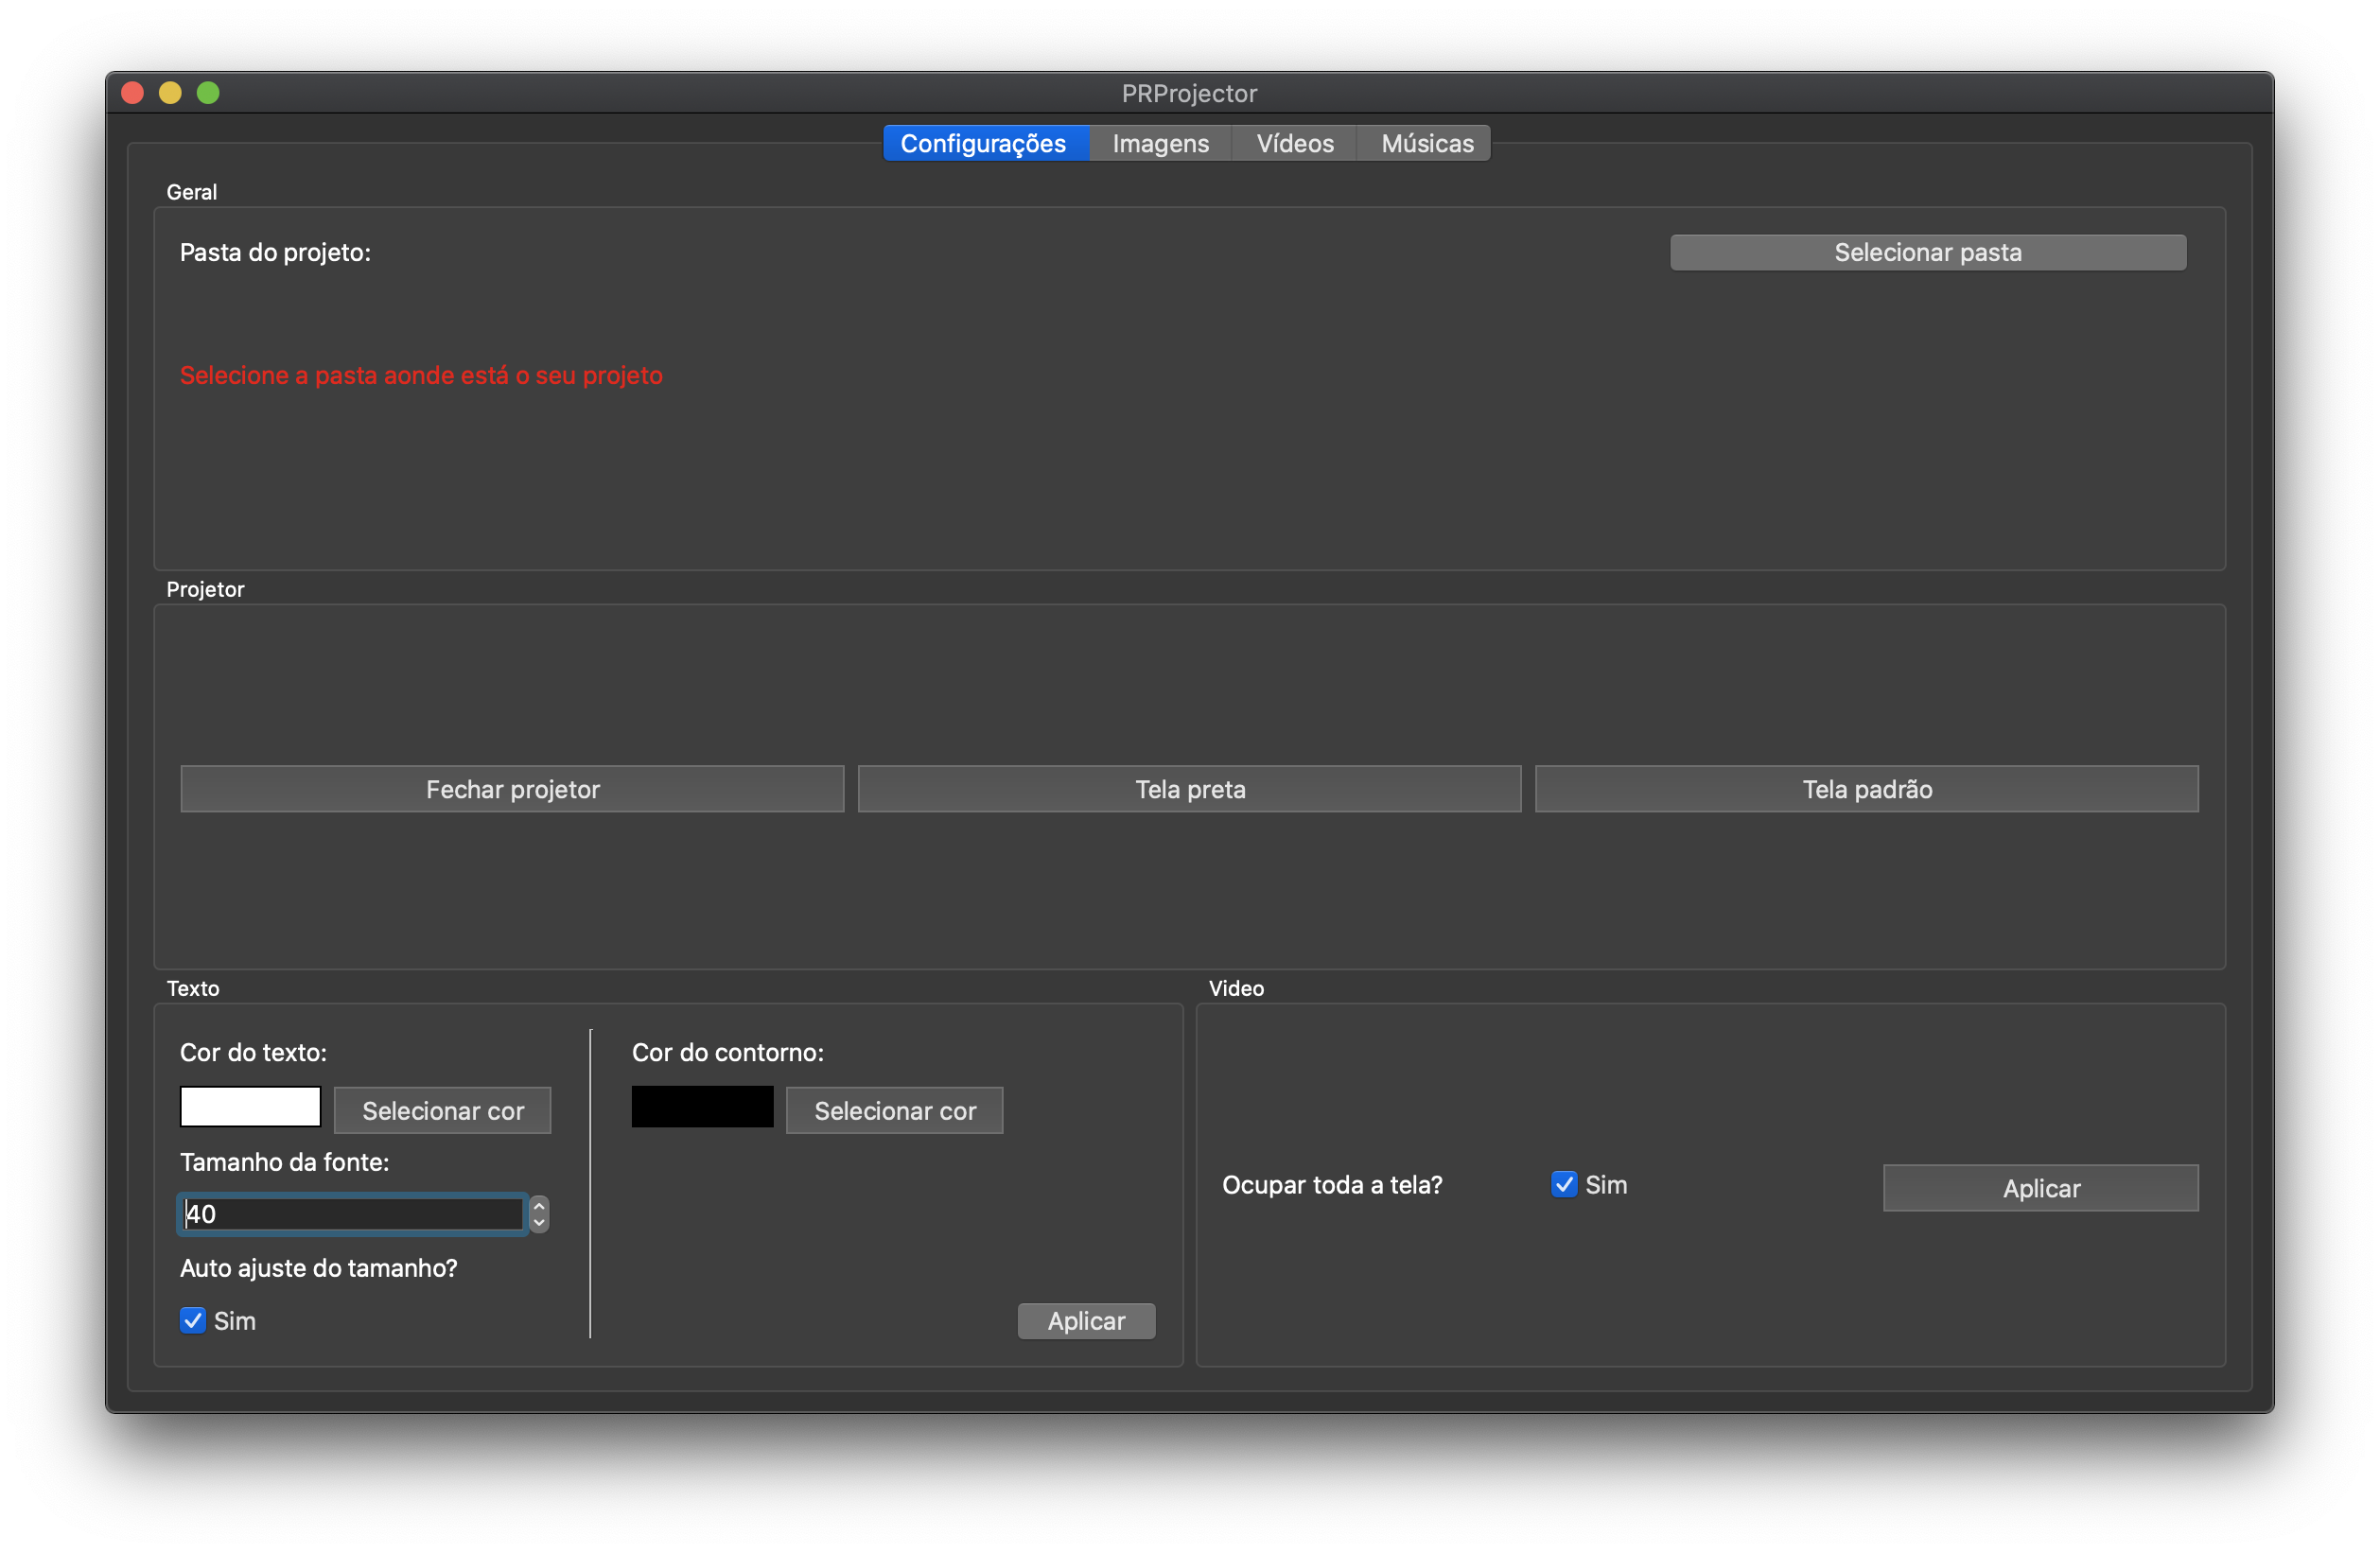 PRProjector
Configurações Imagens Vídeos Músicas
Geral
Pasta do projeto: Selecionar pasta
Selecione a pasta aonde está o seu projeto
Projetor
Fechar projetor Tela preta Tela padrão
Texto Video
Cor do texto: Cor do contorno:
Selecionar cor Selecionar cor
Tamanho da fonte:
Ocupar toda a tela? Sim Aplicar
40
Auto ajuste do tamanho?
Sim Aplicar